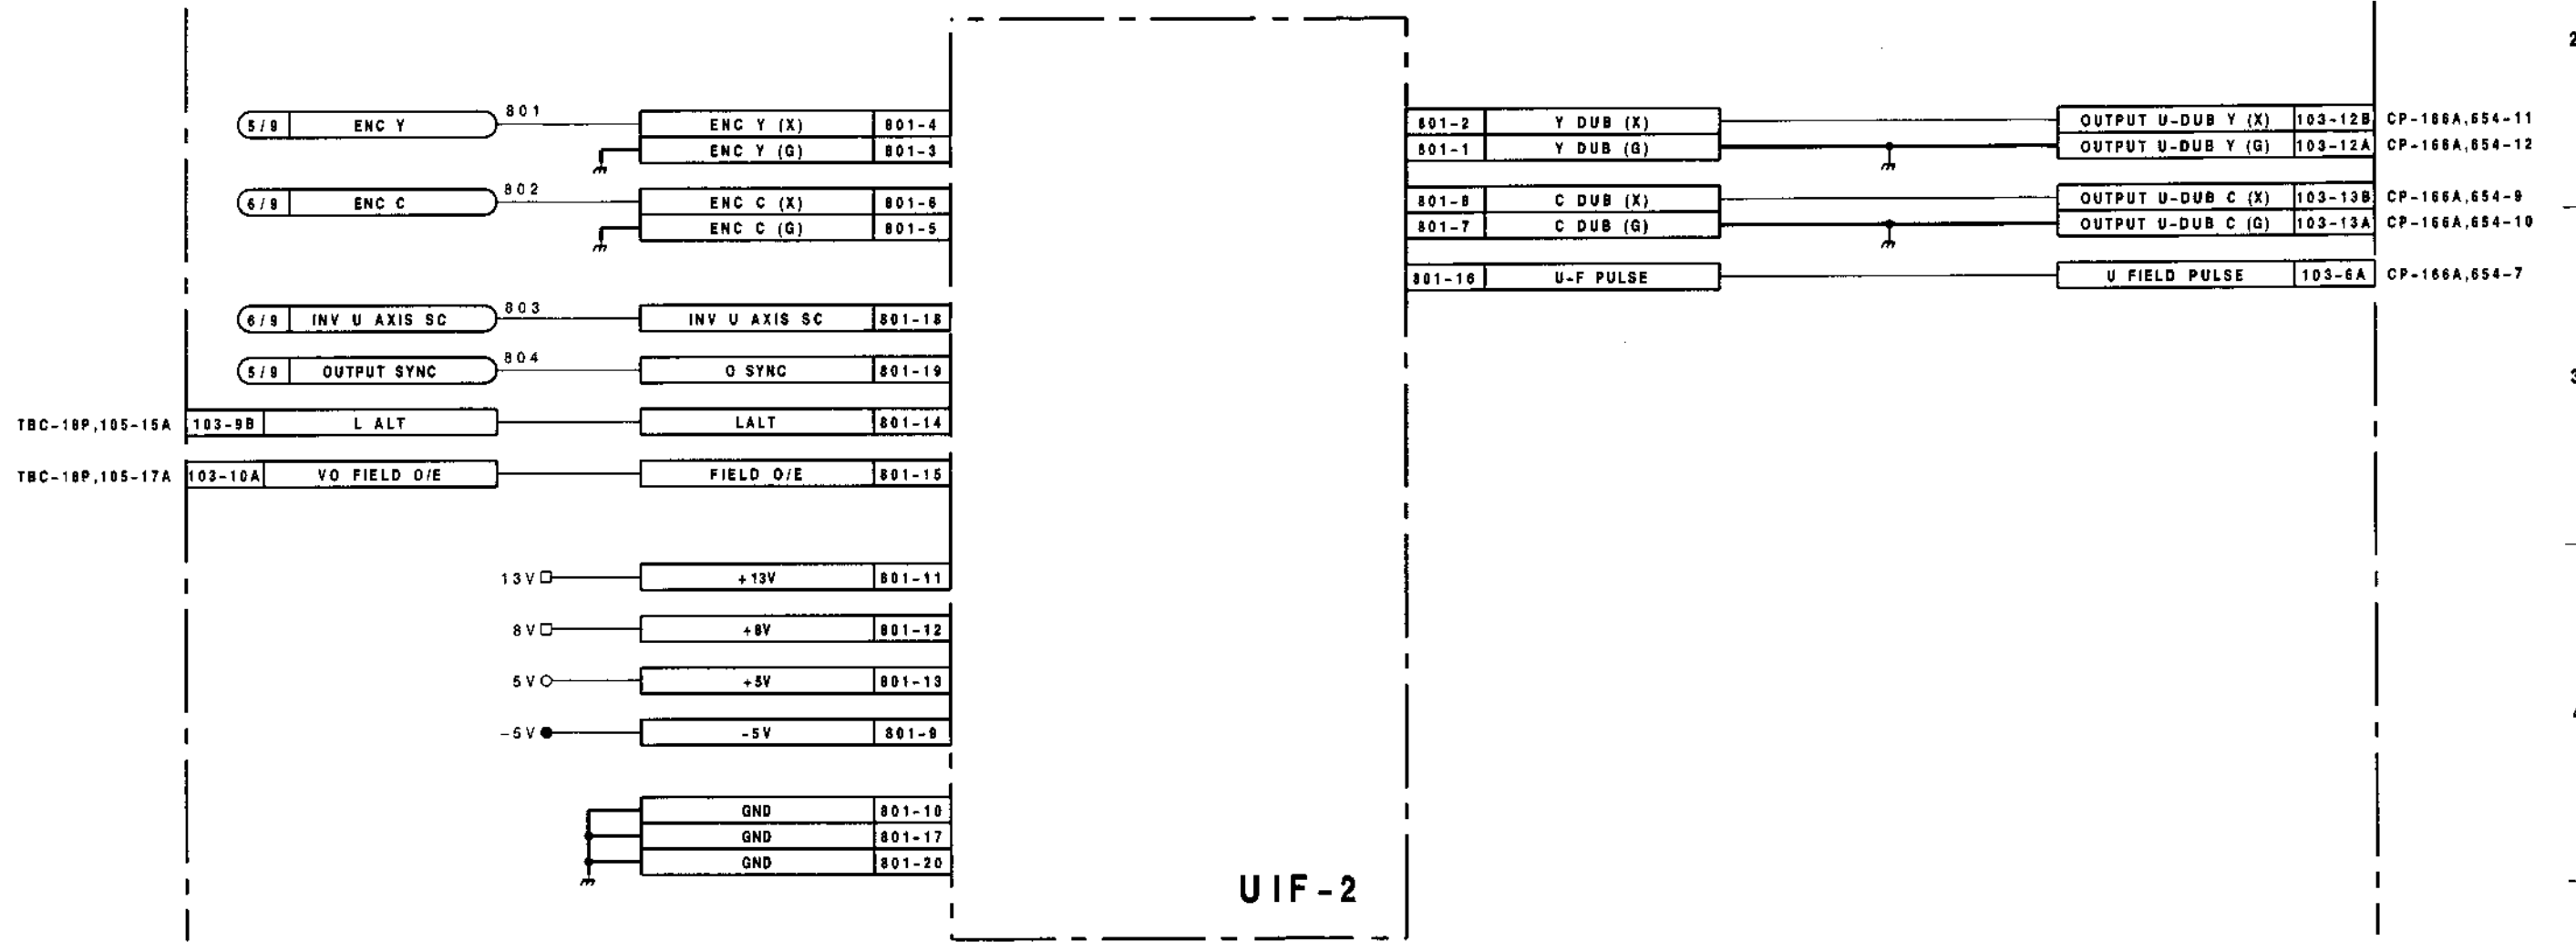 801
5/9 ENC Y
ENC Y (X) 801-4
ENC Y (G) 801-3
802
6/9 ENC C
ENC C (X) 801-6
ENC C (G) 801-5
803
6/9 INV U AXIS SC
INV U AXIS SC 801-18
804
5/9 OUTPUT SYNC
O SYNC 801-19
TBC-18P,105-15A 103-9B L ALT
LALT 801-14
TBC-18P,105-17A 103-10A VO FIELD O/E
FIELD O/E 801-15
13V +13V 801-11
8V +8V 801-12
5V +5V 801-13
-5V -5V 801-9
GND 801-10
GND 801-17
GND 801-20
UIF-2
801-2 Y DUB (X)
801-1 Y DUB (G)
801-8 C DUB (X)
801-7 C DUB (G)
801-16 U-F PULSE
OUTPUT U-DUB Y (X) 103-12B CP-166A,654-11
OUTPUT U-DUB Y (G) 103-12A CP-166A,654-12
OUTPUT U-DUB C (X) 103-13B CP-166A,654-9
OUTPUT U-DUB C (G) 103-13A CP-166A,654-10
U FIELD PULSE 103-6A CP-166A,654-7